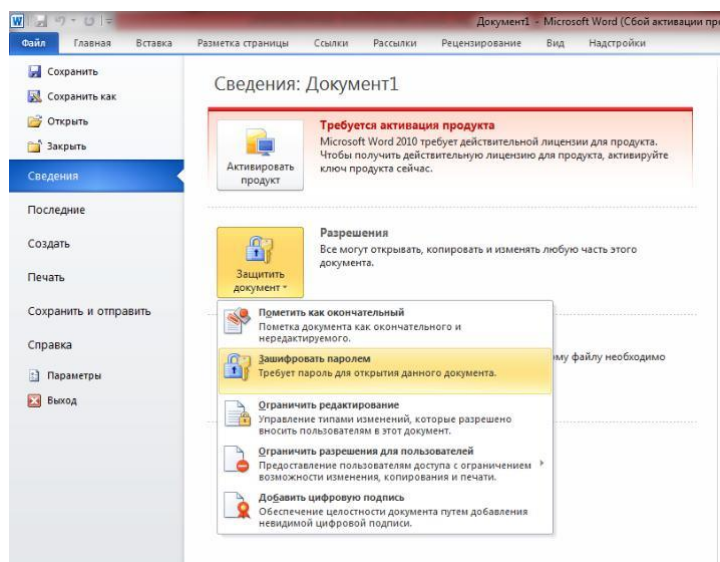 Документ1 - Microsoft Word (Сбой активации про
Файл Главная Вставка Разметка страницы Ссылки Рассылки Рецензирование Вид Надстройки
Сохранить
Сохранить как
Открыть
Закрыть
Сведения
Последние
Создать
Печать
Сохранить и отправить
Справка
Параметры
Выход
Сведения: Документ1
Активировать
продукт
Требуется активация продукта
Microsoft Word 2010 требует действительной лицензии для продукта.
Чтобы получить действительную лицензию для продукта, активируйте
ключ продукта сейчас.
Защитить
документ
Разрешения
Все могут открывать, копировать и изменять любую часть этого
документа.
Пометить как окончательный
Пометка документа как окончательного и
нередактируемого.
Зашифровать паролем
Требует пароль для открытия данного документа.
му файлу необходимо
Ограничить редактирование
Управление типами изменений, которые разрешено
вносить пользователям в этот документ.
Ограничить разрешения для пользователей
Предоставление пользователям доступа с ограничением
возможности изменения, копирования и печати.
Добавить цифровую подпись
Обеспечение целостности документа путем добавления
невидимой цифровой подписи.